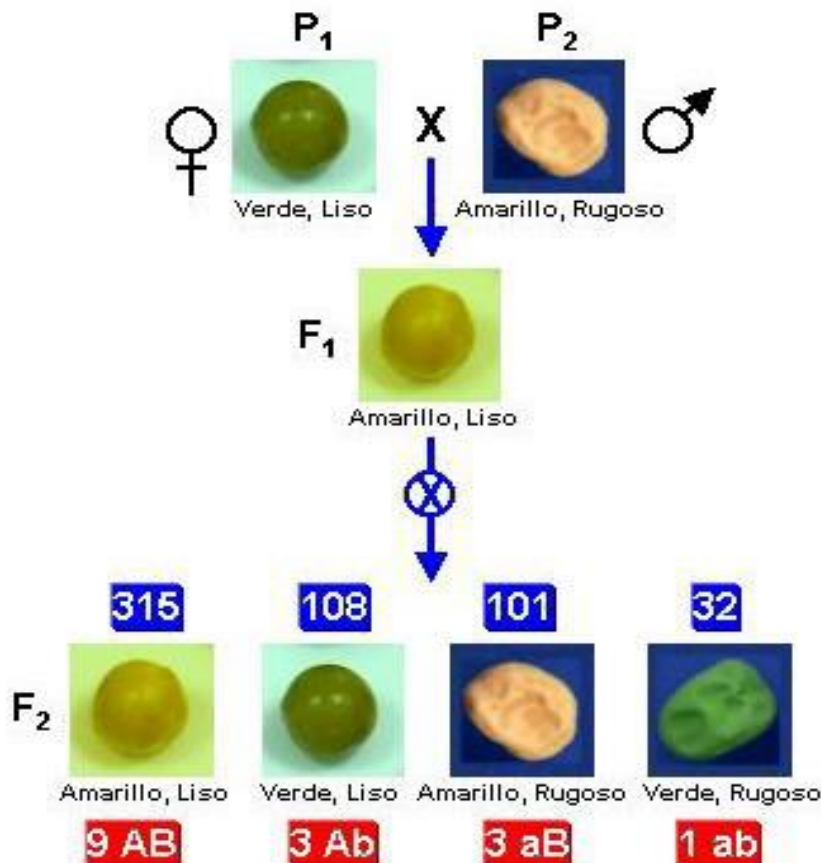 P₁ P₂
X
Verde, Liso Amarillo, Rugoso
F₁
Amarillo, Liso
X
315 108 101 32
F₂
Amarillo, Liso Verde, Liso Amarillo, Rugoso Verde, Rugoso
9 AB 3 Ab 3 aB 1 ab